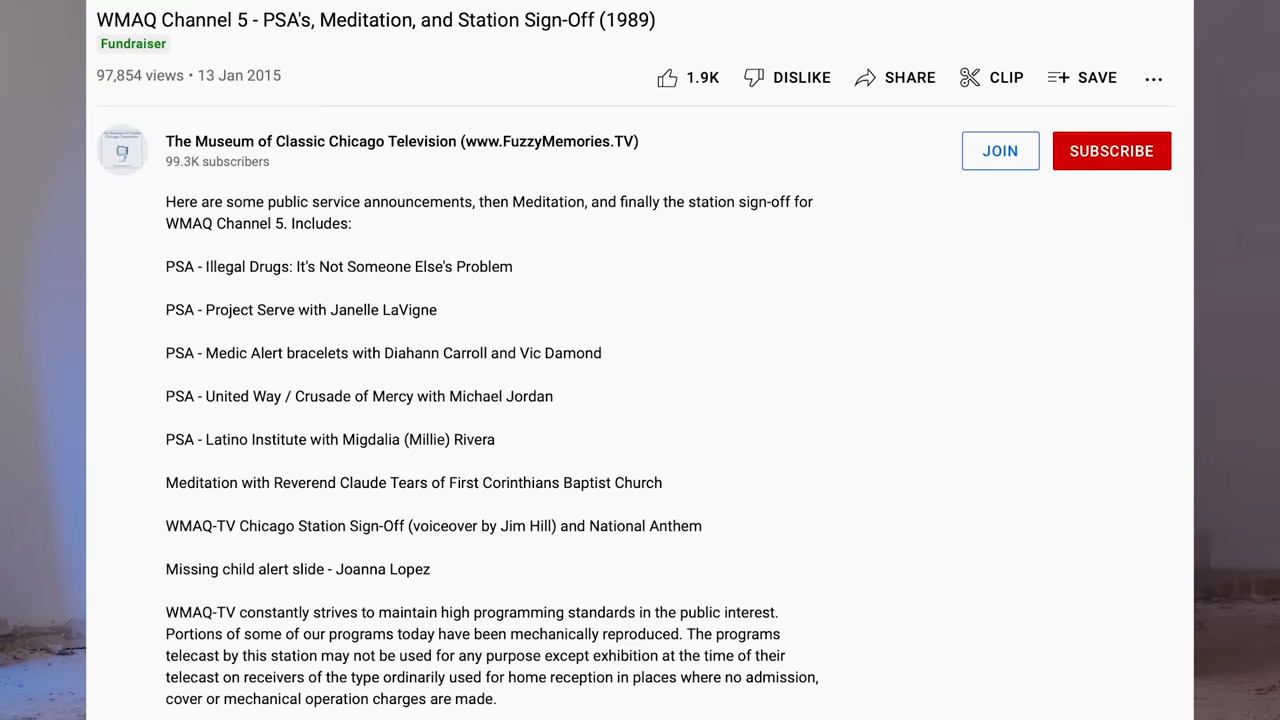 WMAQ Channel 5 - PSA's, Meditation, and Station Sign-Off (1989)
Fundraiser
97,854 views • 13 Jan 2015
1.9K DISLIKE SHARE CLIP SAVE ...
The Museum of Classic Chicago Television (www.FuzzyMemories.TV)
99.3K subscribers
JOIN SUBSCRIBE
Here are some public service announcements, then Meditation, and finally the station sign-off for
WMAQ Channel 5. Includes:
PSA - Illegal Drugs: It's Not Someone Else's Problem
PSA - Project Serve with Janelle LaVigne
PSA - Medic Alert bracelets with Diahann Carroll and Vic Damond
PSA - United Way / Crusade of Mercy with Michael Jordan
PSA - Latino Institute with Migdalia (Millie) Rivera
Meditation with Reverend Claude Tears of First Corinthians Baptist Church
WMAQ-TV Chicago Station Sign-Off (voiceover by Jim Hill) and National Anthem
Missing child alert slide - Joanna Lopez
WMAQ-TV constantly strives to maintain high programming standards in the public interest.
Portions of some of our programs today have been mechanically reproduced. The programs
telecast by this station may not be used for any purpose except exhibition at the time of their
telecast on receivers of the type ordinarily used for home reception in places where no admission,
cover or mechanical operation charges are made.